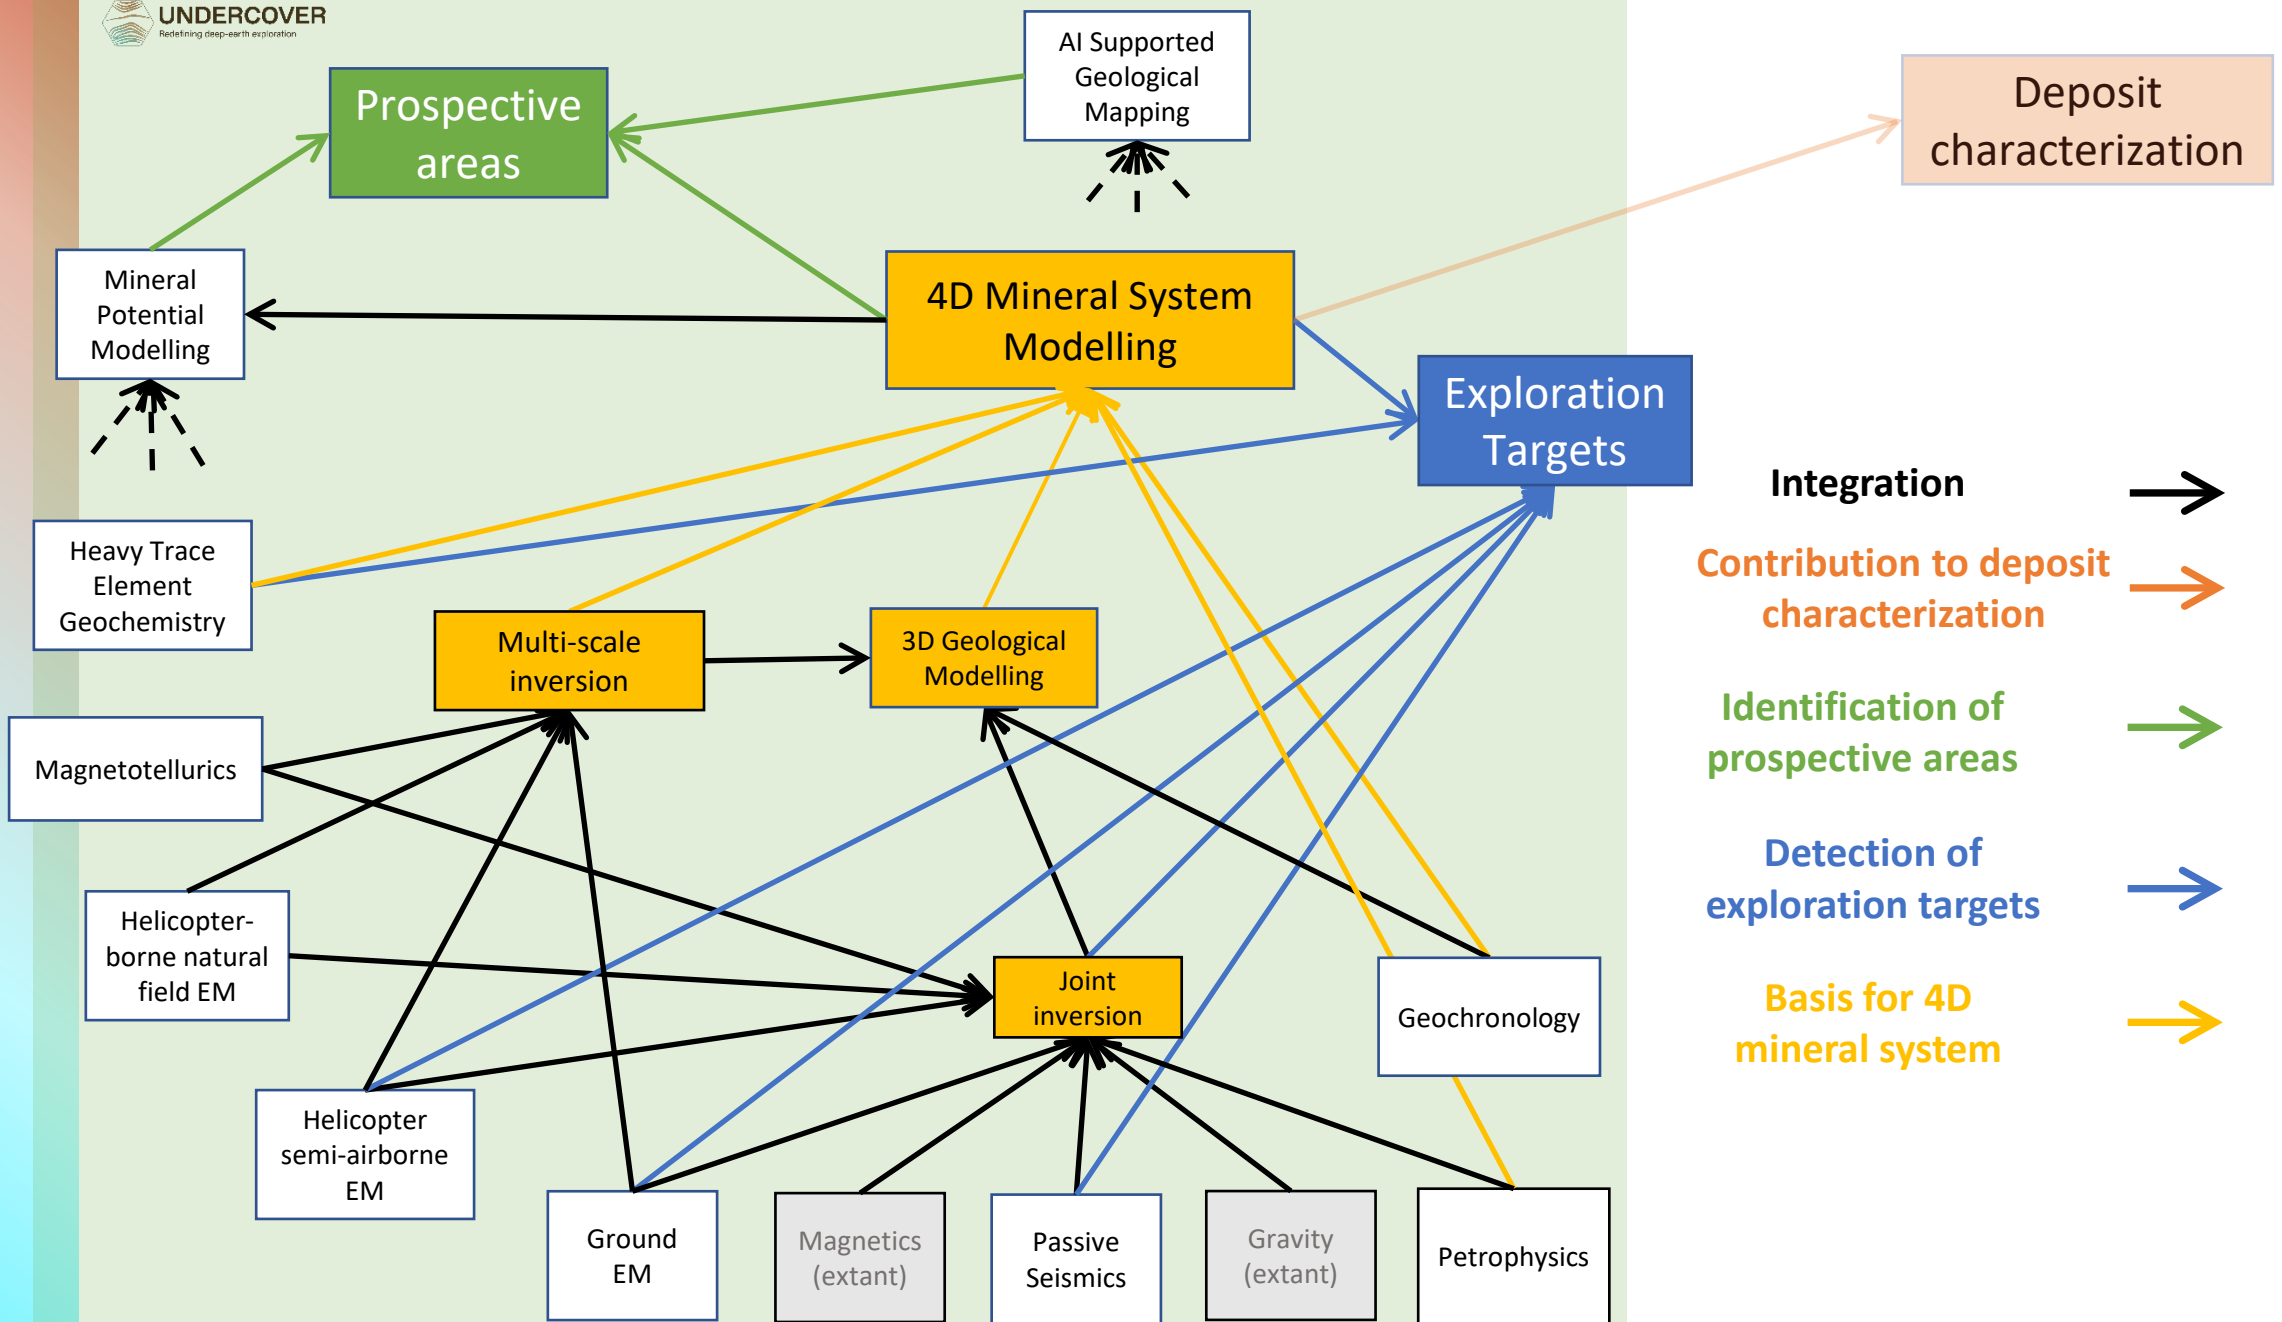 UNDERCOVER
Redefining deep-earth exploration
AI Supported
Geological
Mapping
Prospective
areas
Deposit
characterization
Mineral
Potential
Modelling
4D Mineral System
Modelling
Exploration
Targets
Integration
Heavy Trace
Element
Geochemistry
Contribution to deposit
characterization
Multi-scale
inversion
3D Geological
Modelling
Identification of
prospective areas
Magnetotellurics
Detection of
exploration targets
Helicopter-
borne natural
field EM
Joint
inversion
Geochronology
Basis for 4D
mineral system
Helicopter
semi-airborne
EM
Ground
EM
Magnetics
(extant)
Passive
Seismics
Gravity
(extant)
Petrophysics